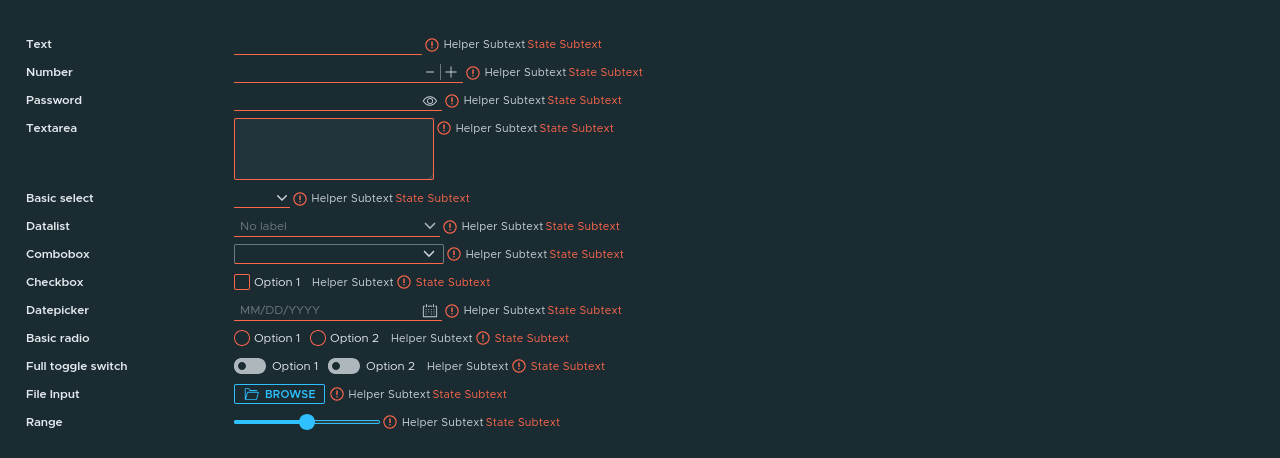 Text Helper Subtext State Subtext
Number Helper Subtext State Subtext
Password Helper Subtext State Subtext
Textarea Helper Subtext State Subtext
Basic select Helper Subtext State Subtext
Datalist No label Helper Subtext State Subtext
Combobox Helper Subtext State Subtext
Checkbox Option 1 Helper Subtext State Subtext
Datepicker MM/DD/YYYY Helper Subtext State Subtext
Basic radio Option 1 Option 2 Helper Subtext State Subtext
Full toggle switch Option 1 Option 2 Helper Subtext State Subtext
File Input BROWSE Helper Subtext State Subtext
Range Helper Subtext State Subtext